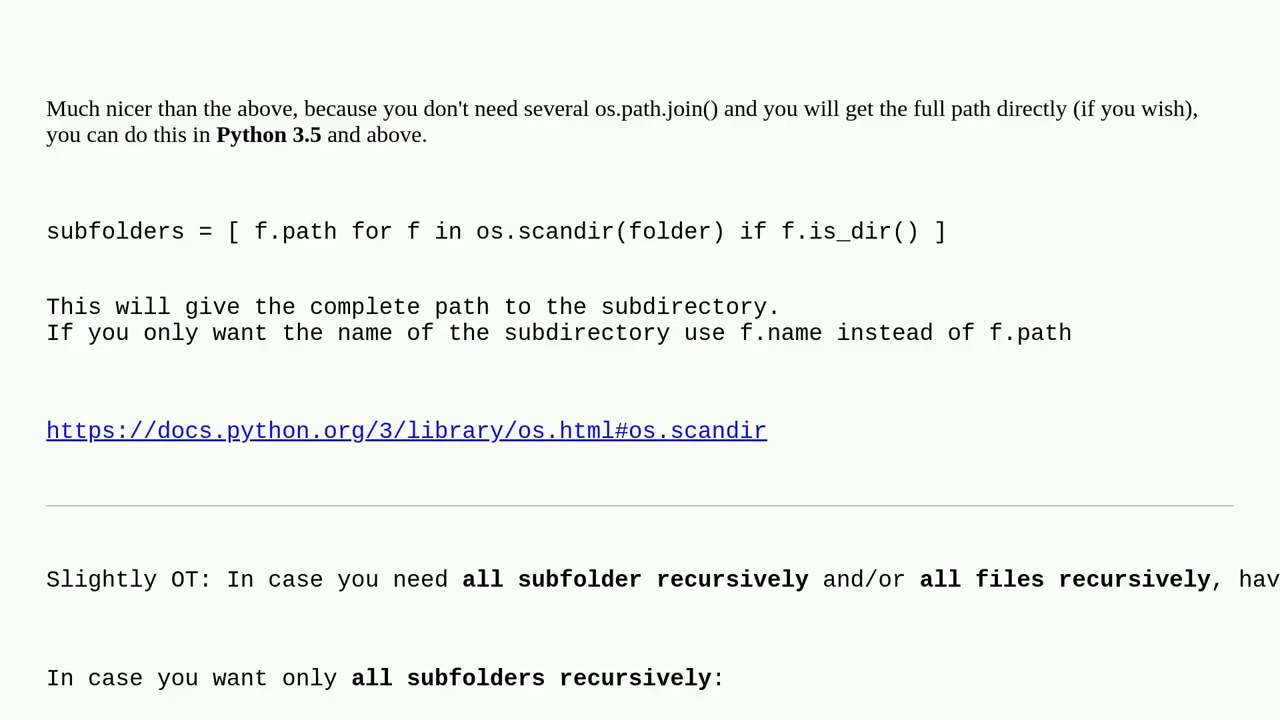 Much nicer than the above, because you don't need several os.path.join() and you will get the full path directly (if you wish),
you can do this in Python 3.5 and above.
subfolders = [ f.path for f in os.scandir(folder) if f.is_dir() ]
This will give the complete path to the subdirectory.
If you only want the name of the subdirectory use f.name instead of f.path
https://docs.python.org/3/library/os.html#os.scandir
Slightly OT: In case you need all subfolder recursively and/or all files recursively,
In case you want only all subfolders recursively: